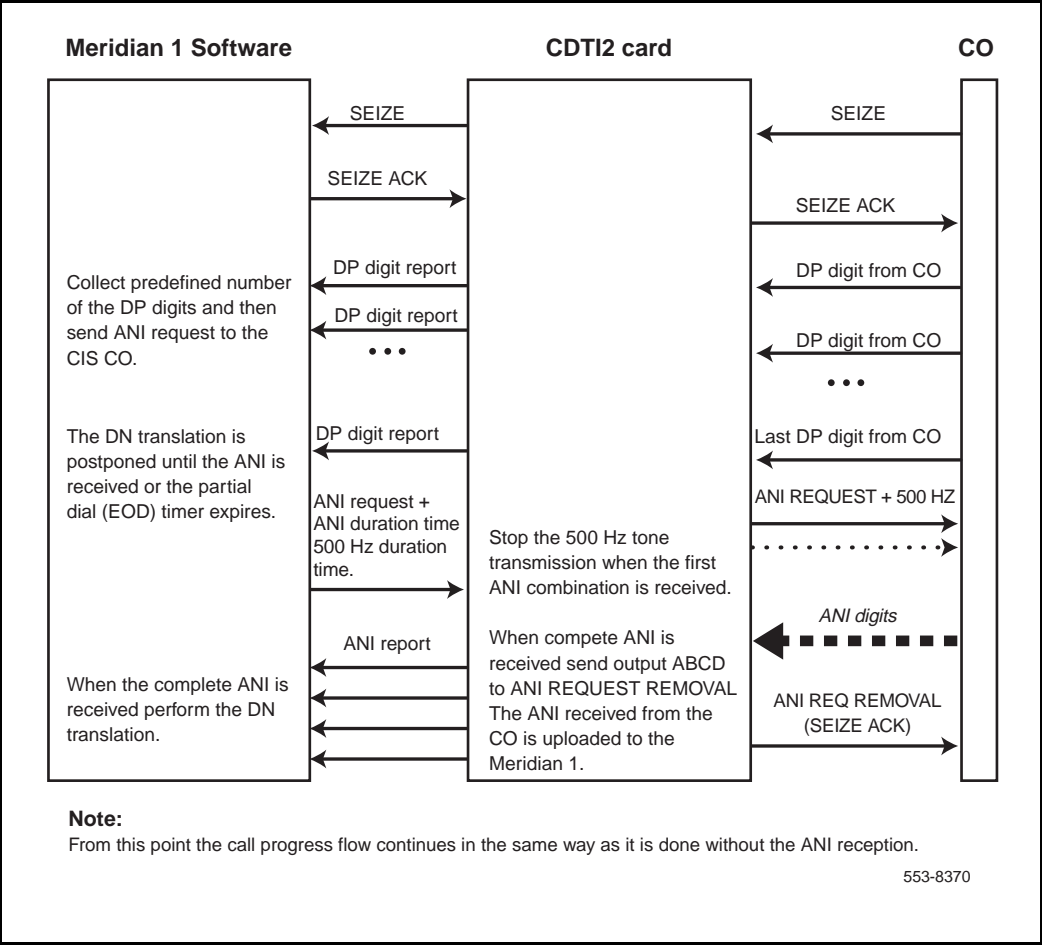 Meridian 1 Software
CDTI2 card
CO
SEIZE
SEIZE
SEIZE ACK
SEIZE ACK
DP digit report
DP digit from CO
Collect predefined number
of the DP digits and then
send ANI request to the
CIS CO.
DP digit report
DP digit from CO
The DN translation is
postponed until the ANI is
received or the partial
dial (EOD) timer expires.
DP digit report
Last DP digit from CO
ANI request +
ANI duration time
500 Hz duration
time.
ANI REQUEST + 500 HZ
Stop the 500 Hz tone
transmission when the first
ANI combination is received.
ANI digits
ANI report
When compete ANI is
received send output ABCD
to ANI REQUEST REMOVAL
The ANI received from the
CO is uploaded to the
Meridian 1.
When the complete ANI is
received perform the DN
translation.
ANI REQ REMOVAL
(SEIZE ACK)
Note:
From this point the call progress flow continues in the same way as it is done without the ANI reception.
553-8370